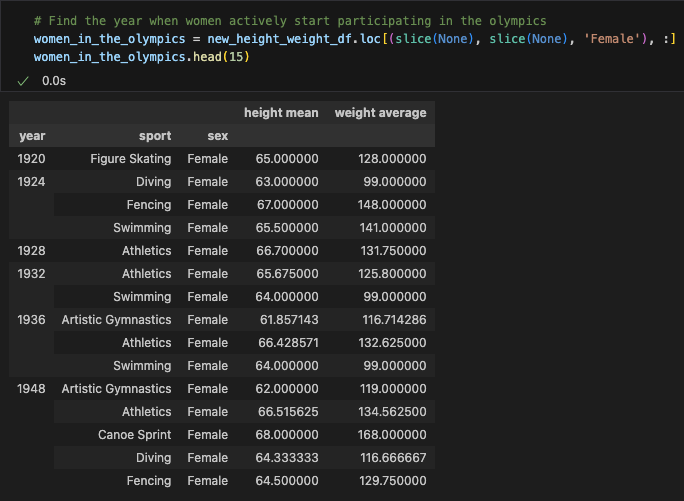 # Find the year when women actively start participating in the olympics
women_in_the_olympics = new_height_weight_df.loc[(slice(None), slice(None), 'Female'), :]
women_in_the_olympics.head(15)
✓ 0.0s
height mean weight average
year sport sex
1920 Figure Skating Female 65.000000 128.000000
1924 Diving Female 63.000000 99.000000
Fencing Female 67.000000 148.000000
Swimming Female 65.500000 141.000000
1928 Athletics Female 66.700000 131.750000
1932 Athletics Female 65.675000 125.800000
Swimming Female 64.000000 99.000000
1936 Artistic Gymnastics Female 61.857143 116.714286
Athletics Female 66.428571 132.625000
Swimming Female 64.000000 99.000000
1948 Artistic Gymnastics Female 62.000000 119.000000
Athletics Female 66.515625 134.562500
Canoe Sprint Female 68.000000 168.000000
Diving Female 64.333333 116.666667
Fencing Female 64.500000 129.750000